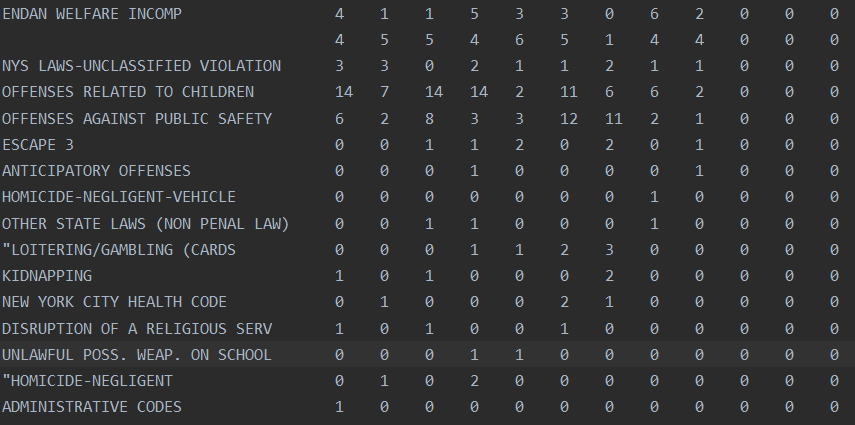 ENDAN WELFARE INCOMP 4 1 1 5 3 3 0 6 2 0 0 0
4 5 5 4 6 5 1 4 4 0 0 0
NYS LAWS-UNCLASSIFIED VIOLATION 3 3 0 2 1 1 2 1 1 0 0 0
OFFENSES RELATED TO CHILDREN 14 7 14 14 2 11 6 6 2 0 0 0
OFFENSES AGAINST PUBLIC SAFETY 6 2 8 3 3 12 11 2 1 0 0 0
ESCAPE 3 0 0 1 1 2 0 2 0 1 0 0 0
ANTICIPATORY OFFENSES 0 0 0 1 0 0 0 0 1 0 0 0
HOMICIDE-NEGLIGENT-VEHICLE 0 0 0 0 0 0 0 1 0 0 0 0
OTHER STATE LAWS (NON PENAL LAW) 0 0 1 1 0 0 0 1 0 0 0 0
"LOITERING/GAMBLING (CARDS 0 0 0 1 1 2 3 0 0 0 0 0
KIDNAPPING 1 0 1 0 0 0 2 0 0 0 0 0
NEW YORK CITY HEALTH CODE 0 1 0 0 0 2 1 0 0 0 0 0
DISRUPTION OF A RELIGIOUS SERV 1 0 1 0 0 1 0 0 0 0 0 0
UNLAWFUL POSS. WEAP. ON SCHOOL 0 0 0 1 1 0 0 0 0 0 0 0
"HOMICIDE-NEGLIGENT 0 1 0 2 0 0 0 0 0 0 0 0
ADMINISTRATIVE CODES 1 0 0 0 0 0 0 0 0 0 0 0